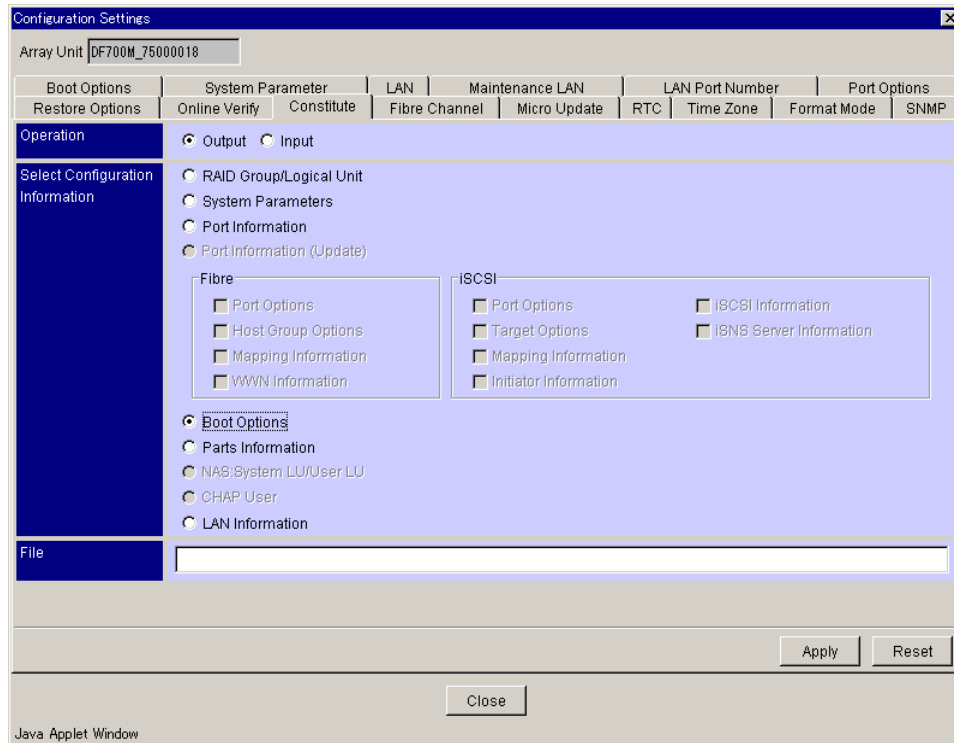 Configuration Settings
Array Unit DF700M_75000018
Boot Options System Parameter LAN Maintenance LAN LAN Port Number Port Options
Restore Options Online Verify Constitute Fibre Channel Micro Update RTC Time Zone Format Mode SNMP
Operation
Output Input
Select Configuration Information
RAID Group/Logical Unit
System Parameters
Port Information
Port Information (Update)
Fibre
Port Options
Host Group Options
Mapping Information
WWN Information
iSCSI
Port Options iSCSI Information
Target Options iSNS Server Information
Mapping Information
Initiator Information
Boot Options
Parts Information
NAS:System LU/User LU
CHAP User
LAN Information
File
Apply Reset
Close
Java Applet Window